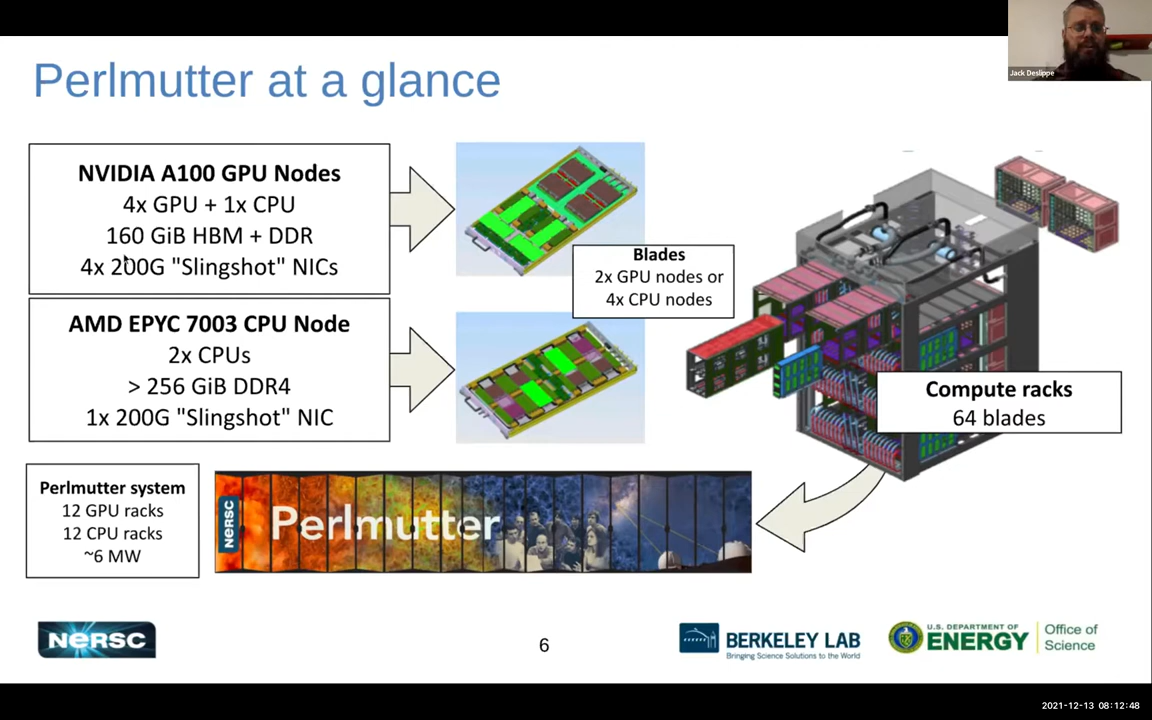 Jack Deslippe
Perlmutter at a glance
NVIDIA A100 GPU Nodes
4x GPU + 1x CPU
160 GiB HBM + DDR
4x 200G "Slingshot" NICs
Blades
2x GPU nodes or
4x CPU nodes
AMD EPYC 7003 CPU Node
2x CPUs
> 256 GiB DDR4
1x 200G "Slingshot" NIC
Compute racks
64 blades
Perlmutter system
12 GPU racks
12 CPU racks
~6 MW
NERSC
Perlmutter
NERSC
6
BERKELEY LAB
Bringing Science Solutions to the World
U.S. DEPARTMENT OF
ENERGY
Office of
Science
2021-12-13 08:12:48